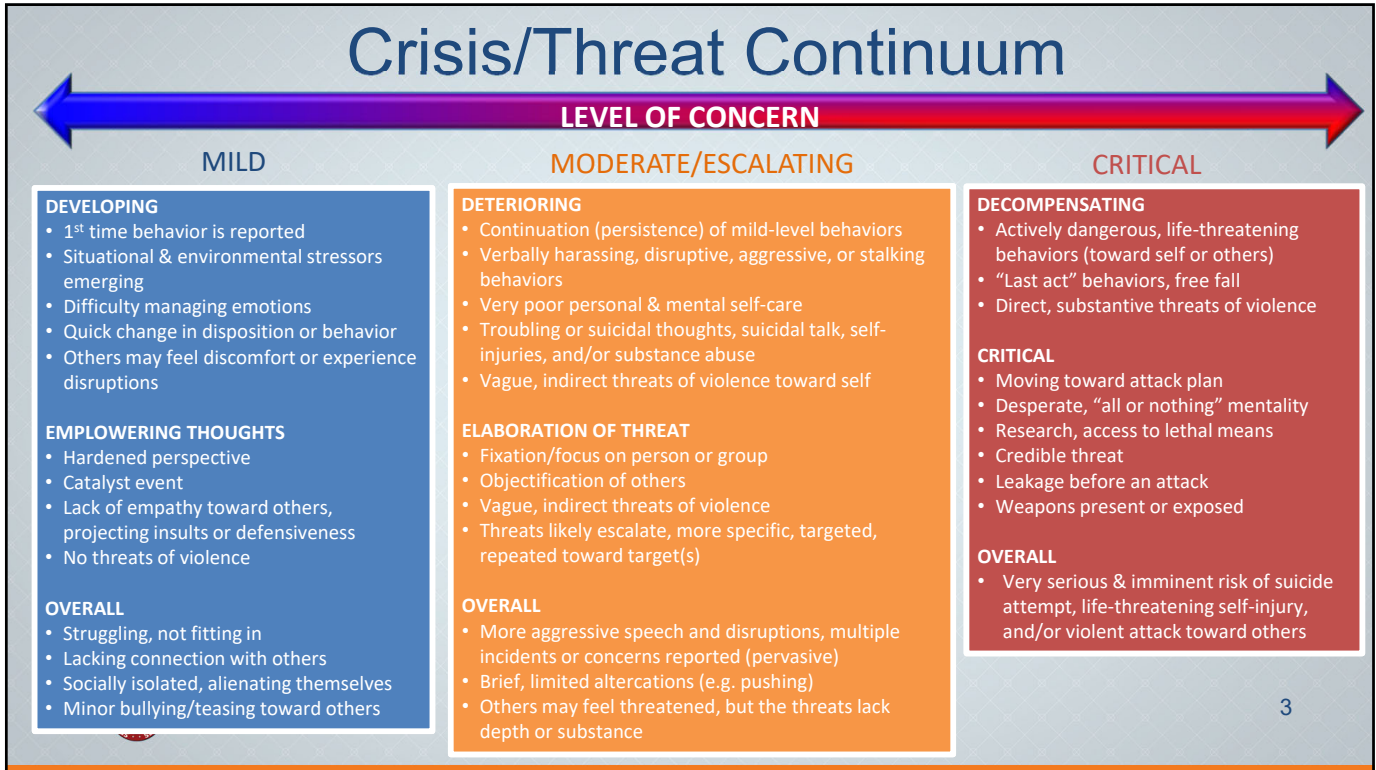 Crisis/Threat Continuum
LEVEL OF CONCERN
MILD
DEVELOPING
• 1st time behavior is reported
• Situational & environmental stressors
emerging
• Difficulty managing emotions
• Quick change in disposition or behavior
• Others may feel discomfort or experience
disruptions
EMPLOWERING THOUGHTS
• Hardened perspective
• Catalyst event
• Lack of empathy toward others,
projecting insults or defensiveness
• No threats of violence
OVERALL
• Struggling, not fitting in
• Lacking connection with others
• Socially isolated, alienating themselves
• Minor bullying/teasing toward others
MODERATE/ESCALATING
DETERIORING
• Continuation (persistence) of mild-level behaviors
• Verbally harassing, disruptive, aggressive, or stalking
behaviors
• Very poor personal & mental self-care
• Troubling or suicidal thoughts, suicidal talk, self-
injuries, and/or substance abuse
• Vague, indirect threats of violence toward self
ELABORATION OF THREAT
• Fixation/focus on person or group
• Objectification of others
• Vague, indirect threats of violence
• Threats likely escalate, more specific, targeted,
repeated toward target(s)
OVERALL
• More aggressive speech and disruptions, multiple
incidents or concerns reported (pervasive)
• Brief, limited altercations (e.g. pushing)
• Others may feel threatened, but the threats lack
depth or substance
CRITICAL
DECOMPENSATING
• Actively dangerous, life-threatening
behaviors (toward self or others)
• “Last act” behaviors, free fall
• Direct, substantive threats of violence
CRITICAL
• Moving toward attack plan
• Desperate, “all or nothing” mentality
• Research, access to lethal means
• Credible threat
• Leakage before an attack
• Weapons present or exposed
OVERALL
• Very serious & imminent risk of suicide
attempt, life-threatening self-injury,
and/or violent attack toward others
3